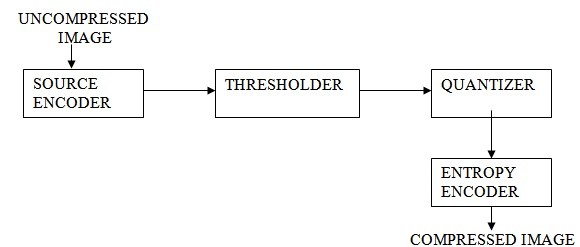 UNCOMPRESSED
IMAGE
SOURCE
ENCODER
THRESHOLDER
QUANTIZER
ENTROPY
ENCODER
COMPRESSED IMAGE